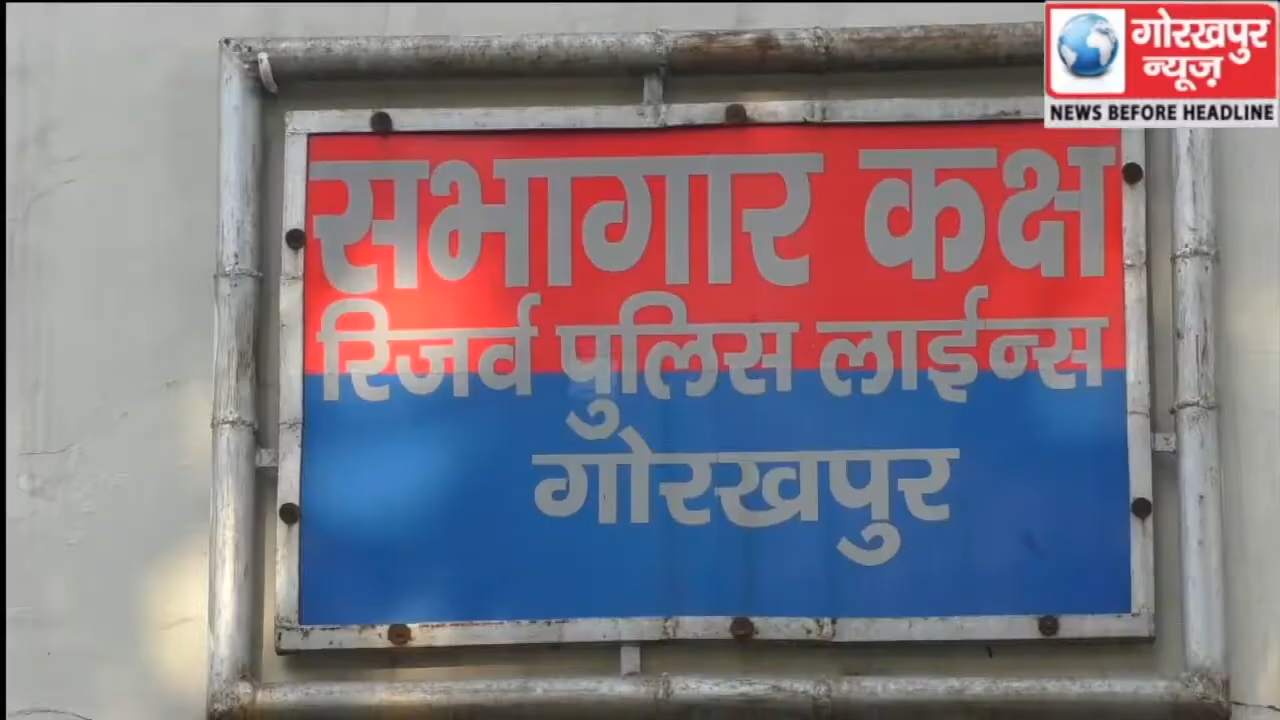 गोरखपुर
न्यूज़
NEWS BEFORE HEADLINE
सभागार कक्ष
रिजर्व पुलिस लाईन्स
गोरखपुर